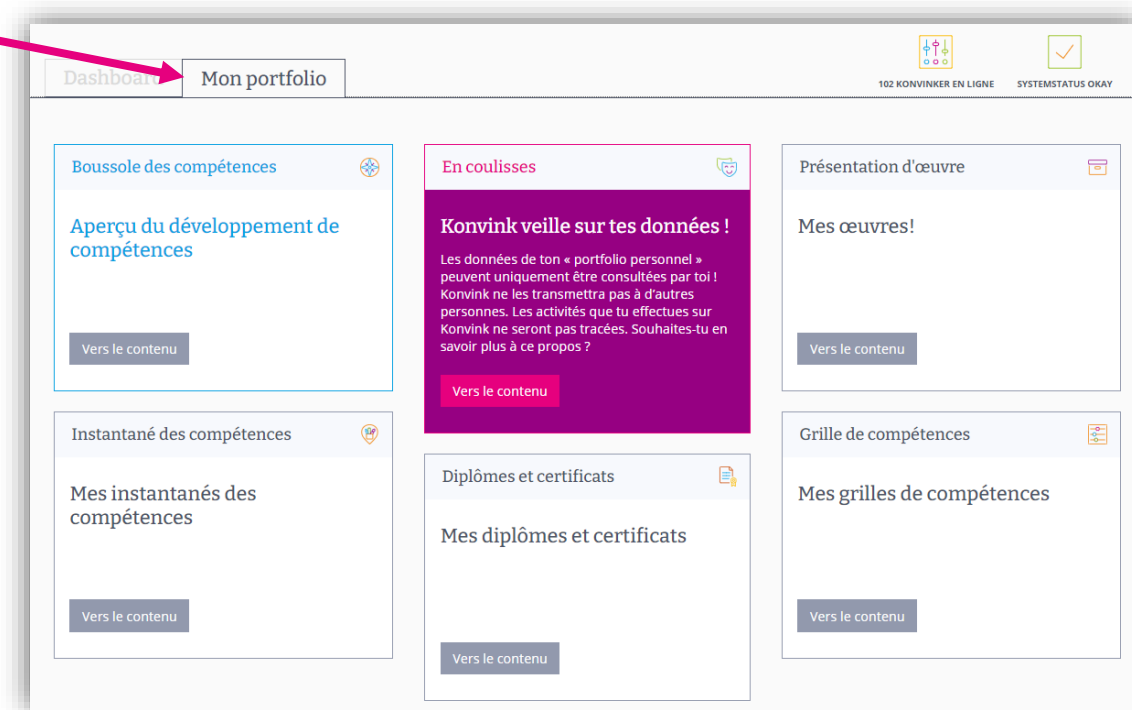 Dashboard
Mon portfolio
102 KONVINKER EN LIGNE
SYSTEMSTATUS OKAY
Boussole des compétences
Aperçu du développement de
compétences
Vers le contenu
En coulisses
Konvink veille sur tes données !
Les données de ton « portfolio personnel »
peuvent uniquement être consultées par toi !
Konvink ne les transmettra pas à d'autres
personnes. Les activités que tu effectues sur
Konvink ne seront pas tracées. Souhaites-tu en
savoir plus à ce propos ?
Vers le contenu
Présentation d'œuvre
Mes œuvres!
Vers le contenu
Instantané des compétences
Mes instantanés des
compétences
Vers le contenu
Diplômes et certificats
Mes diplômes et certificats
Vers le contenu
Grille de compétences
Mes grilles de compétences
Vers le contenu